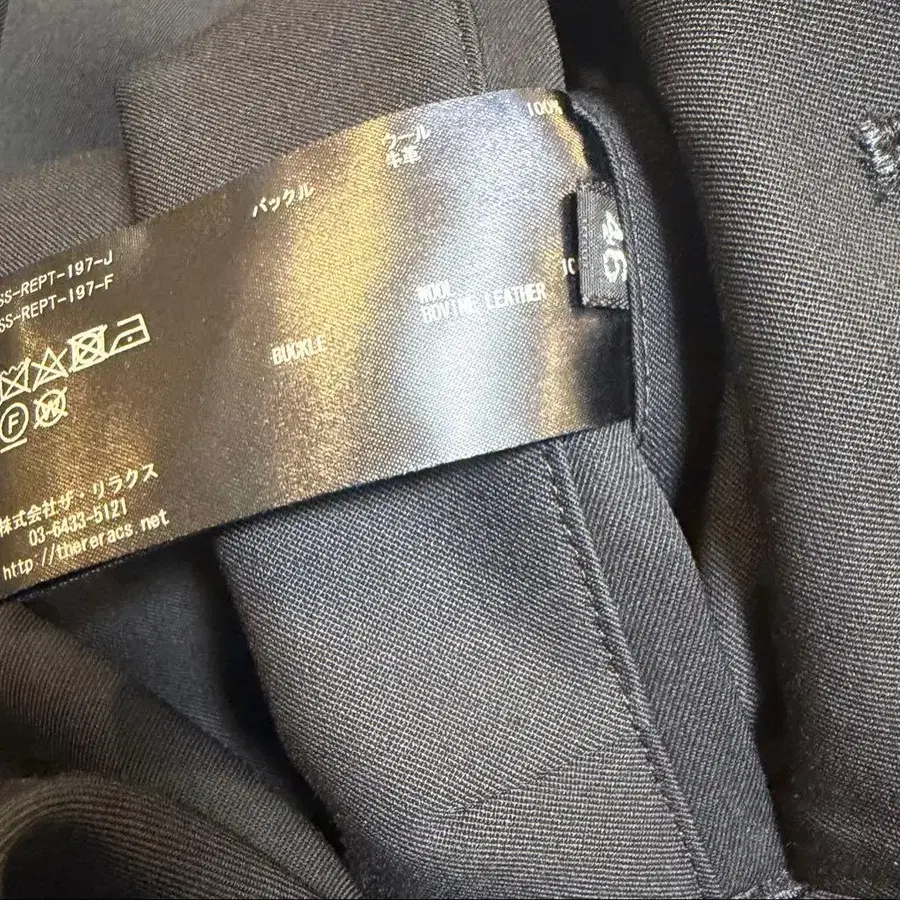 ウール 100%
バックル 牛革
WOOL 10
BUCKLE BOVINE LEATHER
46
SS-REPT-197-J
SS-REPT-197-F
F
W
株式会社ザ・リラクス
03-6433-5121
http://thereracs.net